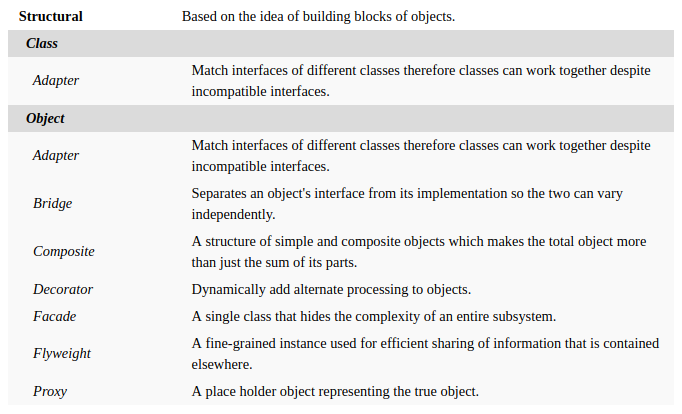 Structural Based on the idea of building blocks of objects.
Class
Adapter Match interfaces of different classes therefore classes can work together despite
incompatible interfaces.
Object
Adapter Match interfaces of different classes therefore classes can work together despite
incompatible interfaces.
Bridge Separates an object's interface from its implementation so the two can vary
independently.
Composite A structure of simple and composite objects which makes the total object more
than just the sum of its parts.
Decorator Dynamically add alternate processing to objects.
Facade A single class that hides the complexity of an entire subsystem.
Flyweight A fine-grained instance used for efficient sharing of information that is contained
elsewhere.
Proxy A place holder object representing the true object.